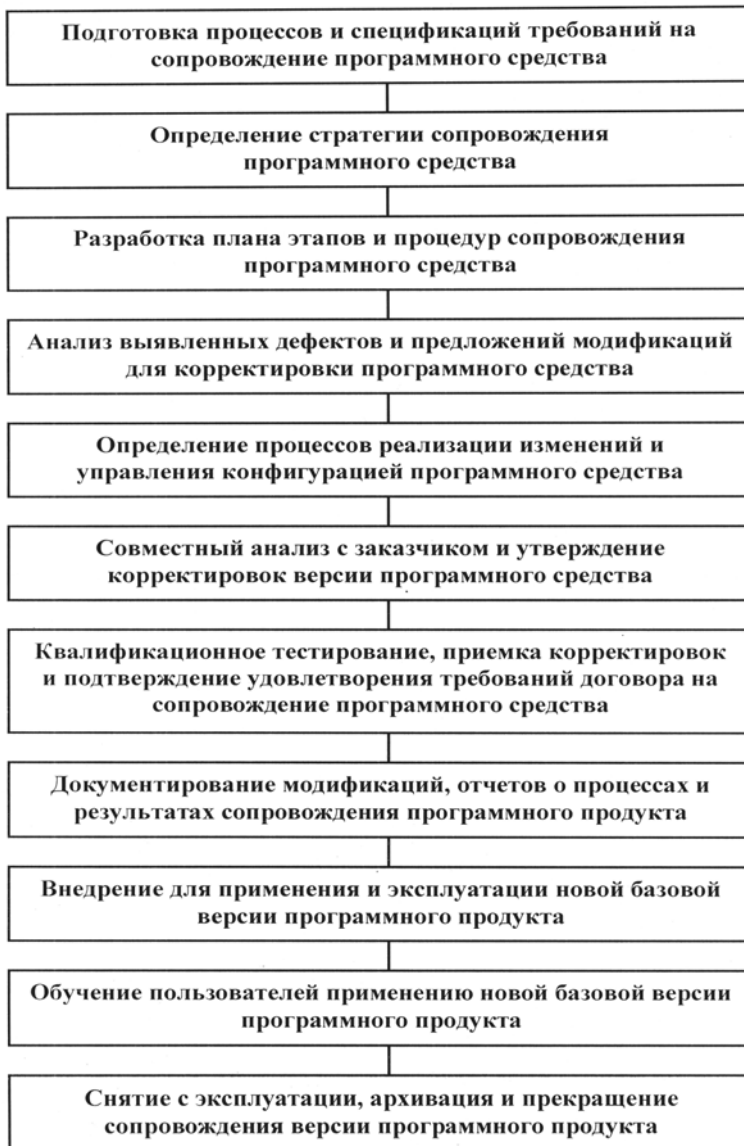 Подготовка процессов и спецификаций требований на
сопровождение программного средства
Определение стратегии сопровождения
программного средства
Разработка плана этапов и процедур сопровождения
программного средства
Анализ выявленных дефектов и предложений модификаций
для корректировки программного средства
Определение процессов реализации изменений и
управления конфигурацией программного средства
Совместный анализ с заказчиком и утверждение
корректировок версии программного средства
Квалификационное тестирование, приемка корректировок
и подтверждение удовлетворения требований договора на
сопровождение программного средства
Документирование модификаций, отчетов о процессах и
результатах сопровождения программного продукта
Внедрение для применения и эксплуатации новой базовой
версии программного продукта
Обучение пользователей применению новой базовой версии
программного продукта
Снятие с эксплуатации, архивация и прекращение
сопровождения версии программного продукта